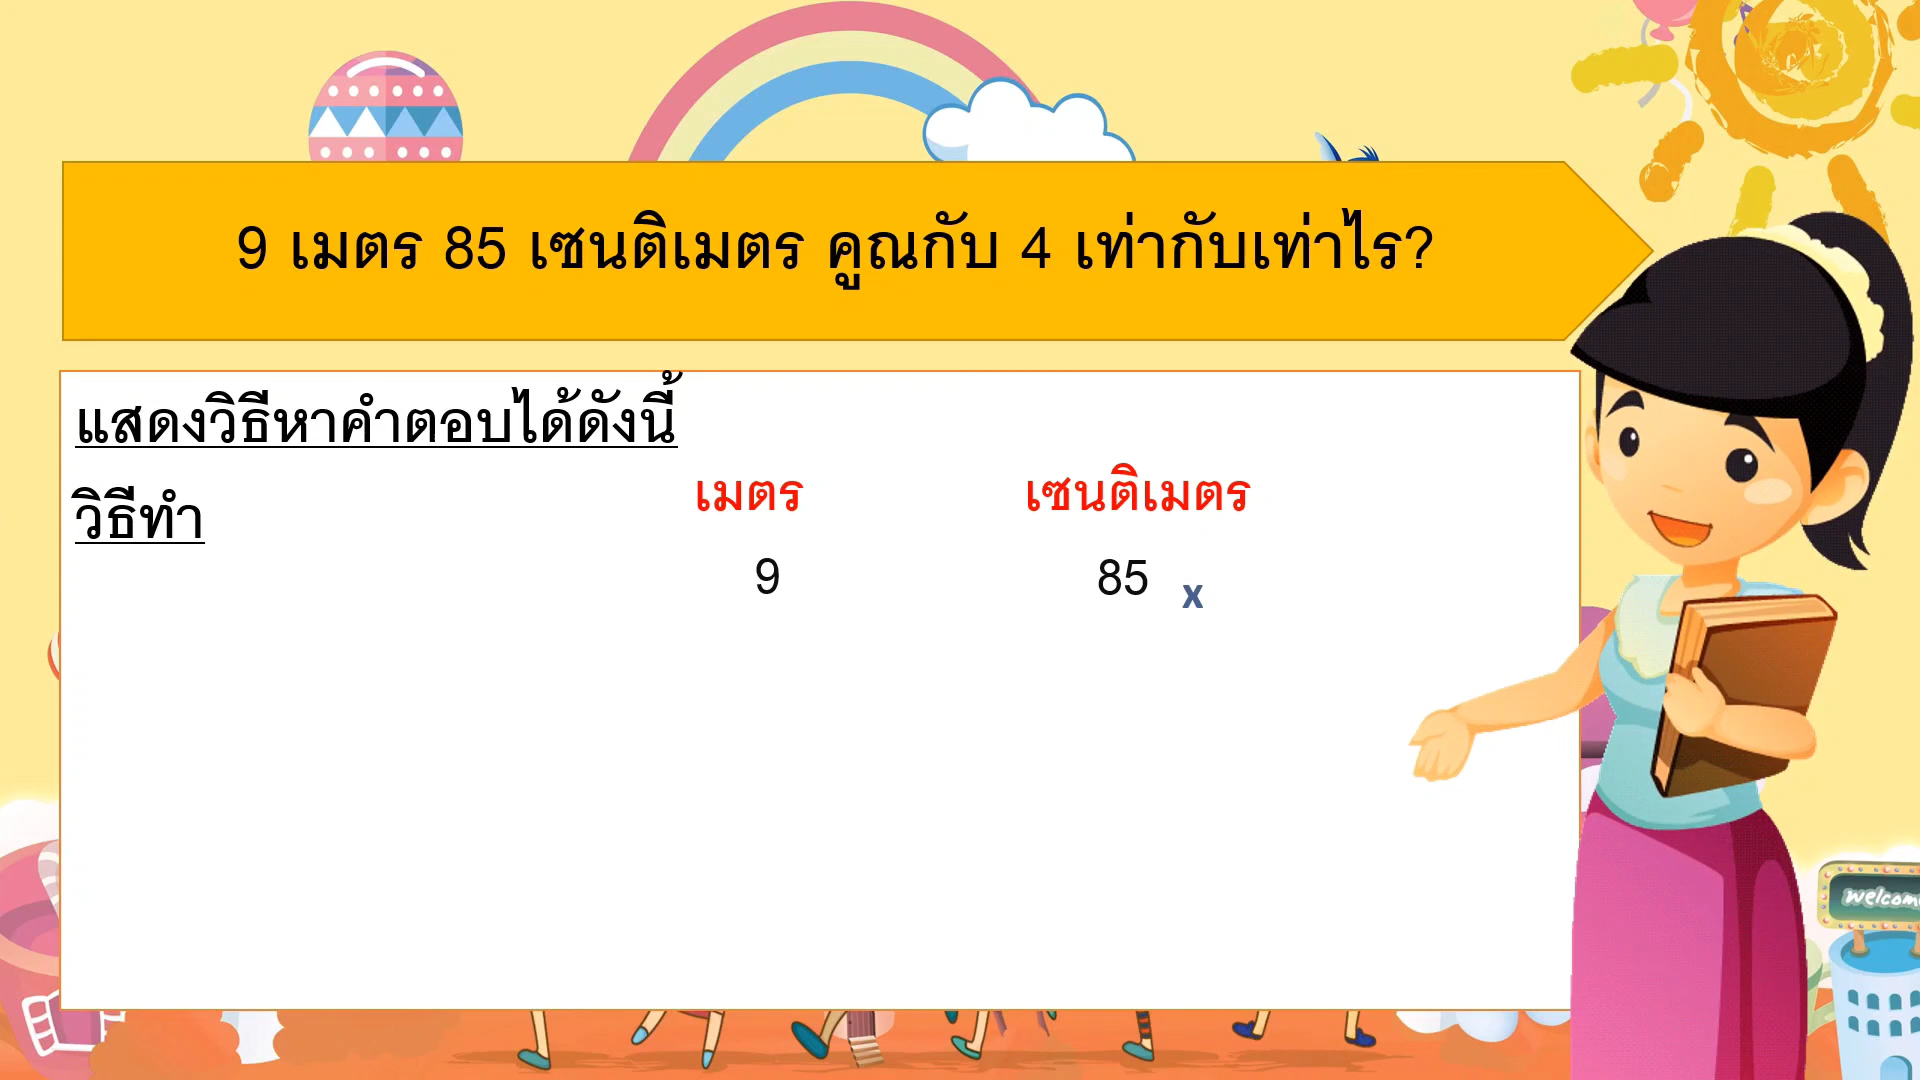 9 เมตร 85 เซนติเมตร คูณกับ 4 เท่ากับเท่าไร?
แสดงวิธีหาคำตอบได้ดังนี้
วิธีทำ
เมตร เซนติเมตร
9 85 x
welcome